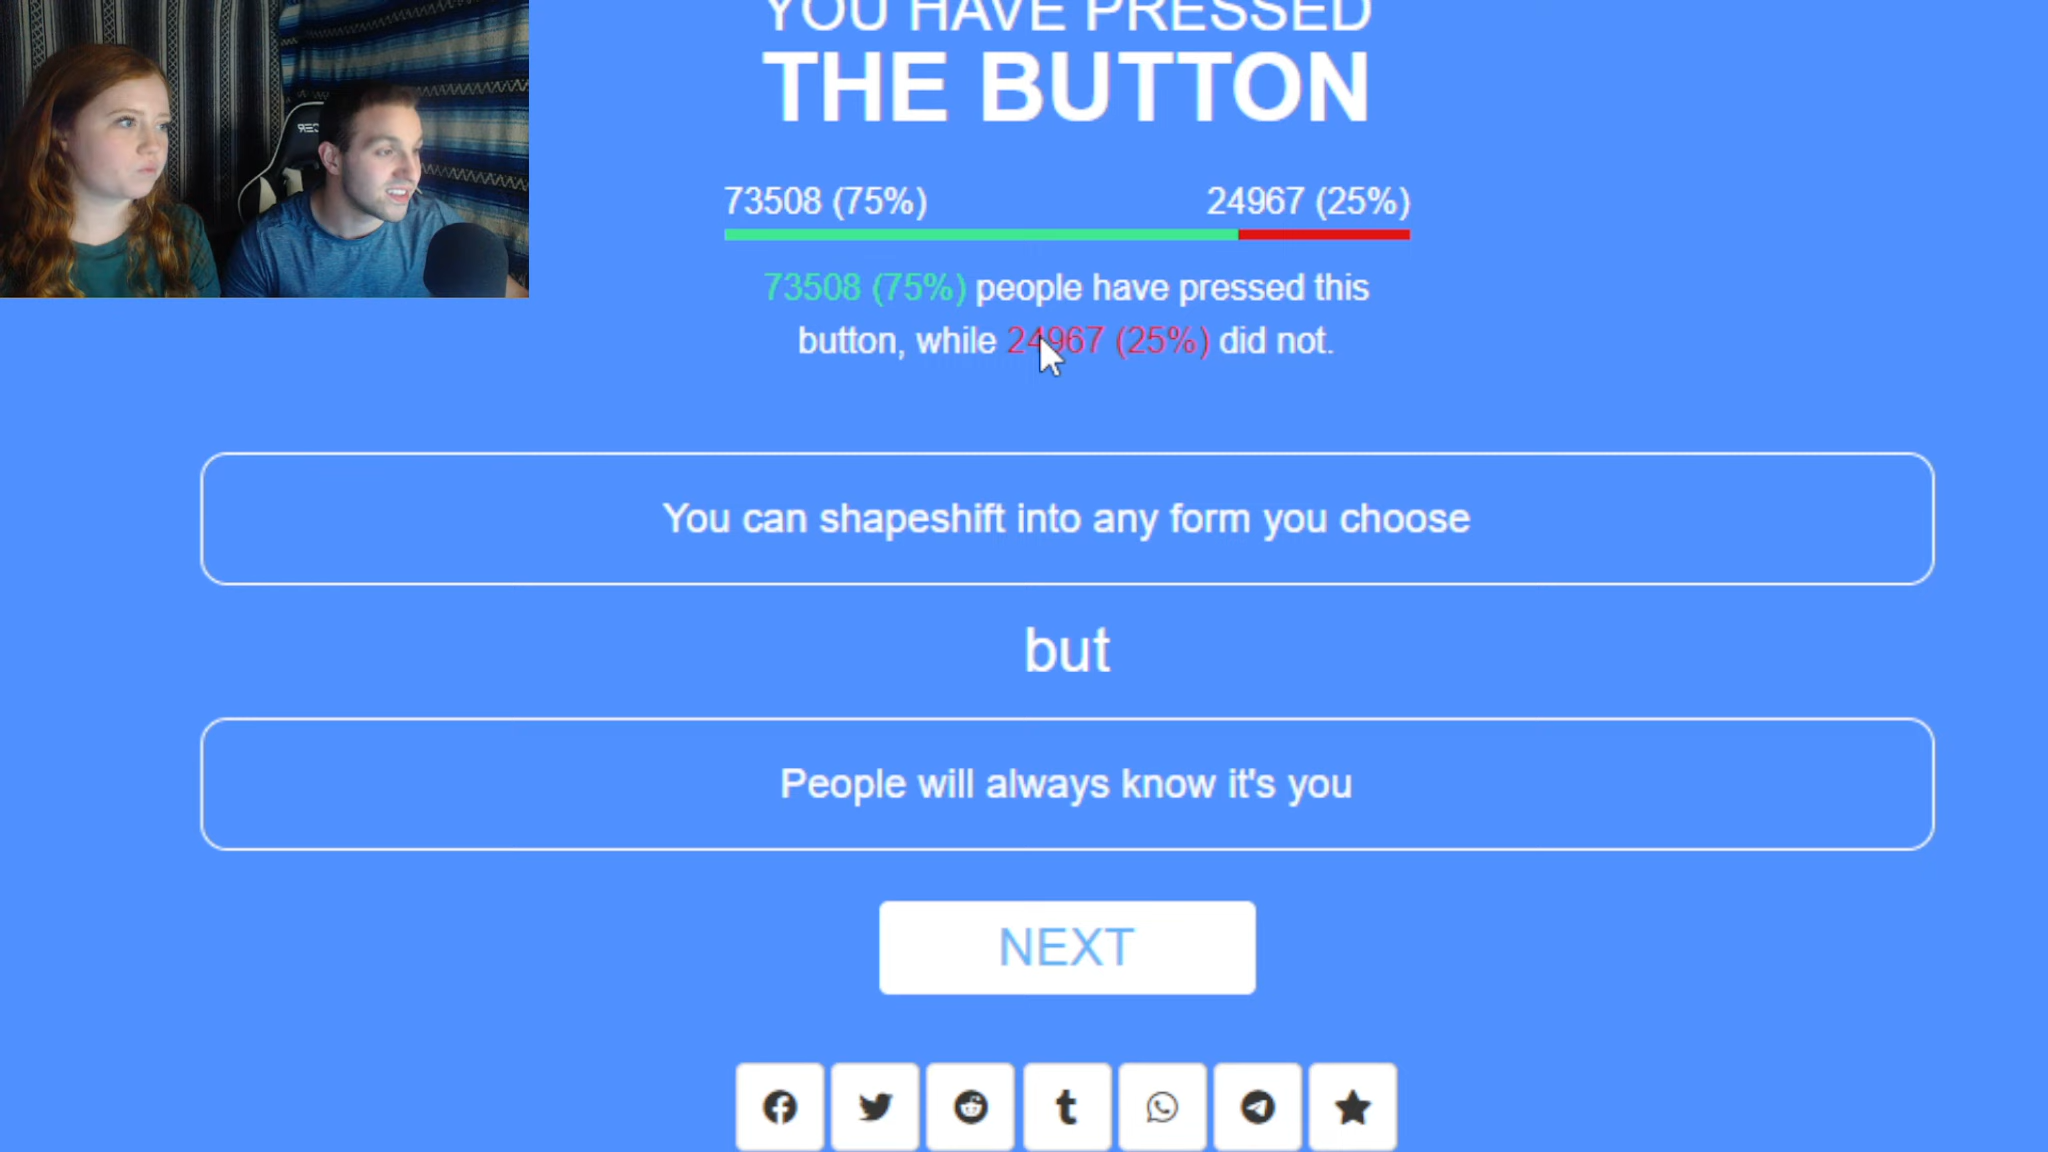 YOU HAVE PRESSED
THE BUTTON
73508 (75%) 24967 (25%)
73508 (75%) people have pressed this
button, while 24967 (25%) did not.
You can shapeshift into any form you choose
but
People will always know it's you
NEXT